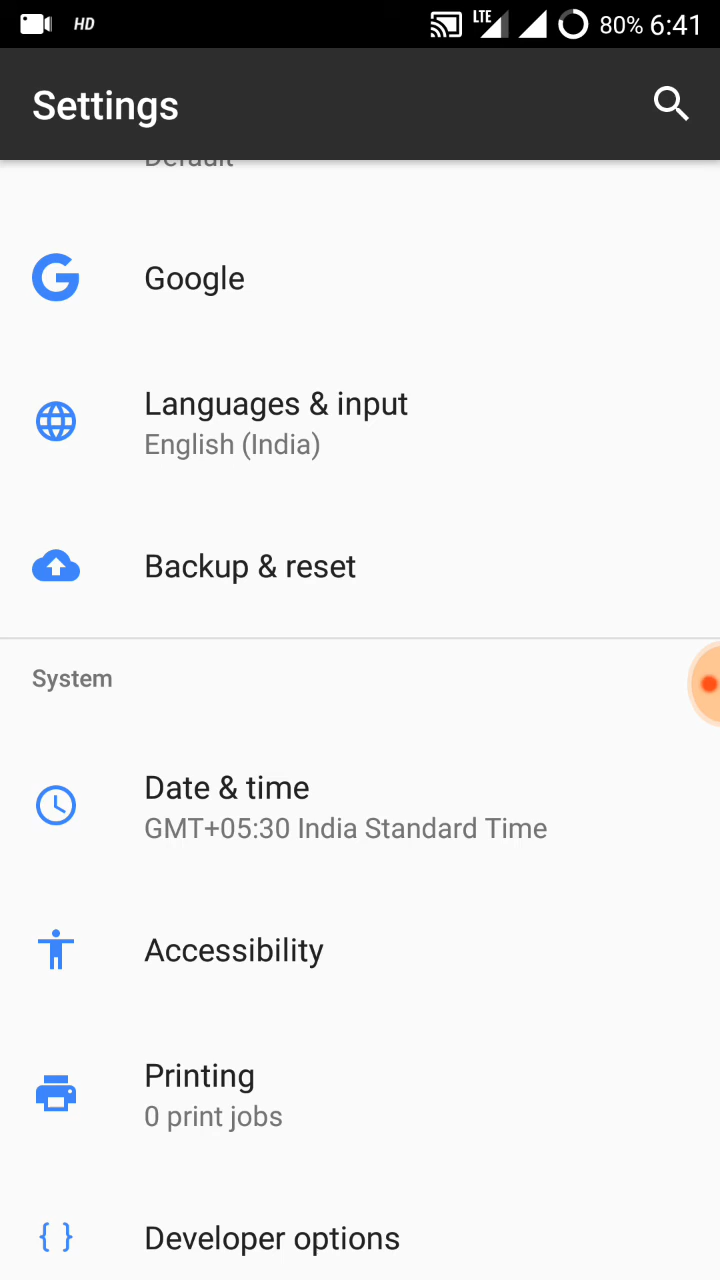 HD LTE 80% 6:41
Settings
Default
Google
Languages & input
English (India)
Backup & reset
System
Date & time
GMT+05:30 India Standard Time
Accessibility
Printing
0 print jobs
{ } Developer options